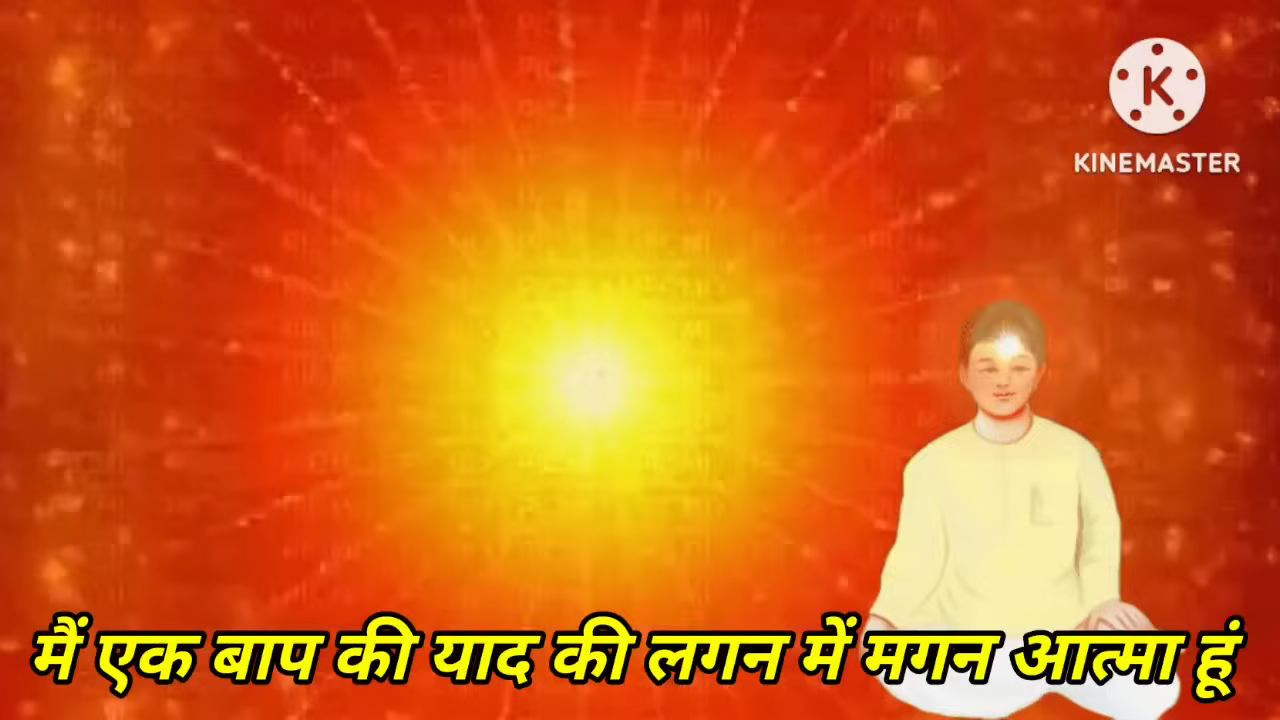 K
KINEMASTER
मैं एक बाप की याद की लगन में मगन आत्मा हूं